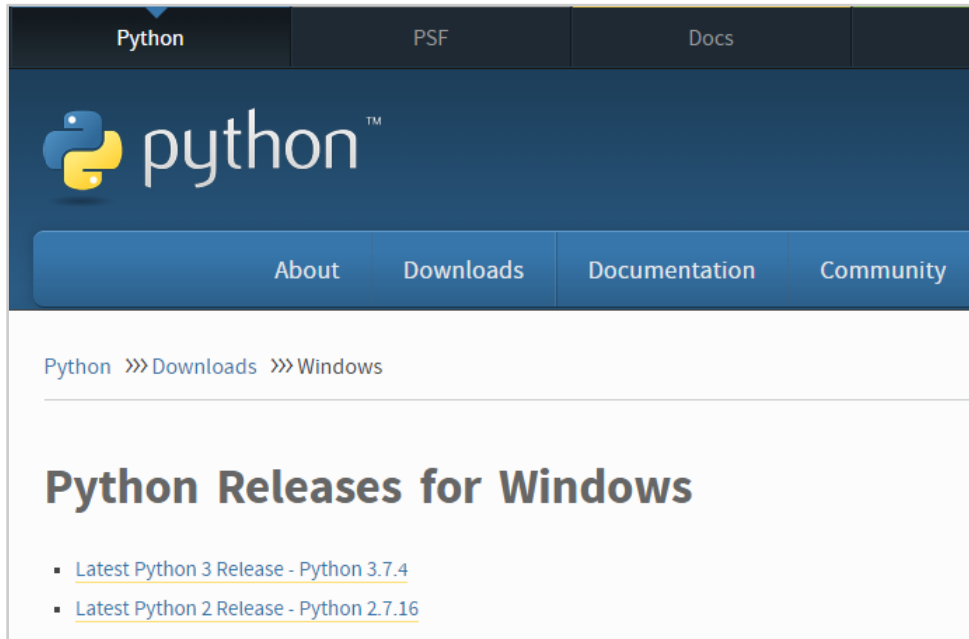 Python PSF Docs
python™
About Downloads Documentation Community
Python >>> Downloads >>> Windows
Python Releases for Windows
▪ Latest Python 3 Release - Python 3.7.4
▪ Latest Python 2 Release - Python 2.7.16